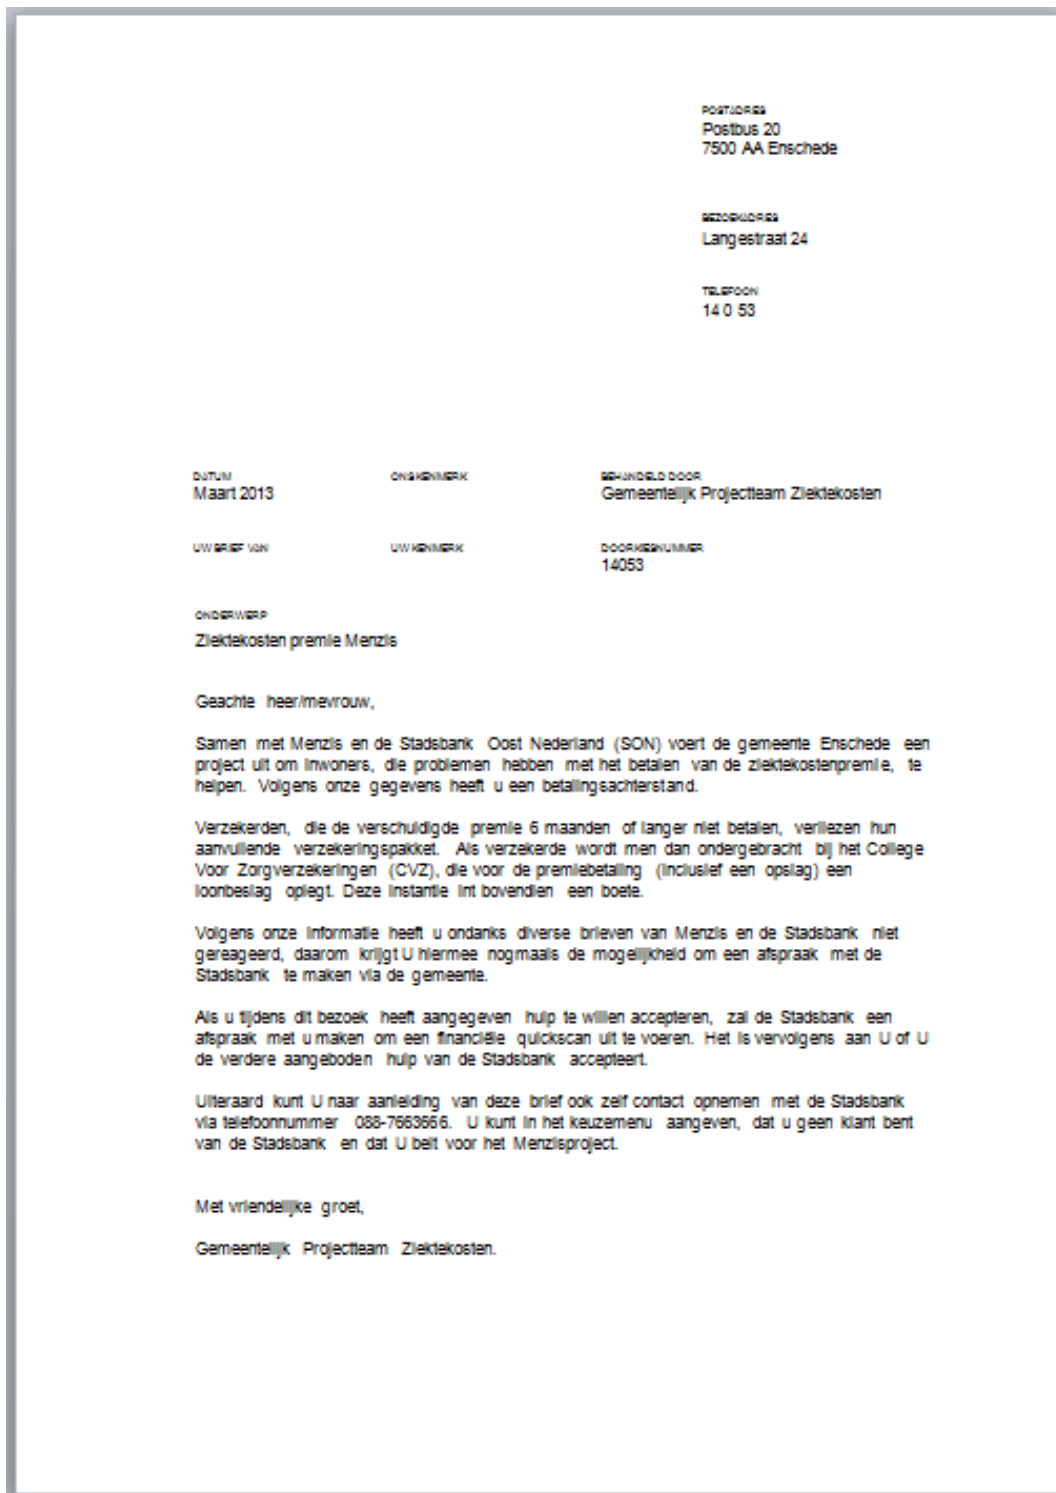 POSTADRES
Postbus 20
7500 AA Enschede
BEZOEKADRES
Langestraat 24
TELEFOON
14 0 53
DATUM
Maart 2013
ONS KENMERK
BEHANDELD DOOR
Gemeentelijk Projectteam Ziektekosten
UW BRIEF VAN
UW KENMERK
DOORKIESNUMMER
14053
ONDERWERP
Ziektekosten premie Menzis
Geachte heer/mevrouw,
Samen met Menzis en de Stadsbank Oost Nederland (SON) voert de gemeente Enschede een
project uit om inwoners, die problemen hebben met het betalen van de ziektekostenpremie, te
helpen. Volgens onze gegevens heeft u een betalingsachterstand.
Verzekerden, die de verschuldigde premie 6 maanden of langer niet betalen, verliezen hun
aanvullende verzekeringspakket. Als verzekerde wordt men dan ondergebracht bij het College
Voor Zorgverzekeringen (CVZ), die voor de premiebetaling (inclusief een opslag) een
loonbeslag oplegt. Deze instantie int bovendien een boete.
Volgens onze informatie heeft u ondanks diverse brieven van Menzis en de Stadsbank niet
gereageerd, daarom krijgt U hiermee nogmaals de mogelijkheid om een afspraak met de
Stadsbank te maken via de gemeente.
Als u tijdens dit bezoek heeft aangegeven hulp te willen accepteren, zal de Stadsbank een
afspraak met u maken om een financiële quickscan uit te voeren. Het is vervolgens aan U of U
de verdere aangeboden hulp van de Stadsbank accepteert.
Uiteraard kunt U naar aanleiding van deze brief ook zelf contact opnemen met de Stadsbank
via telefoonnummer 088-7663666. U kunt in het keuzemenu aangeven, dat u geen klant bent
van de Stadsbank en dat U belt voor het Menzisproject.
Met vriendelijke groet,
Gemeentelijk Projectteam Ziektekosten.